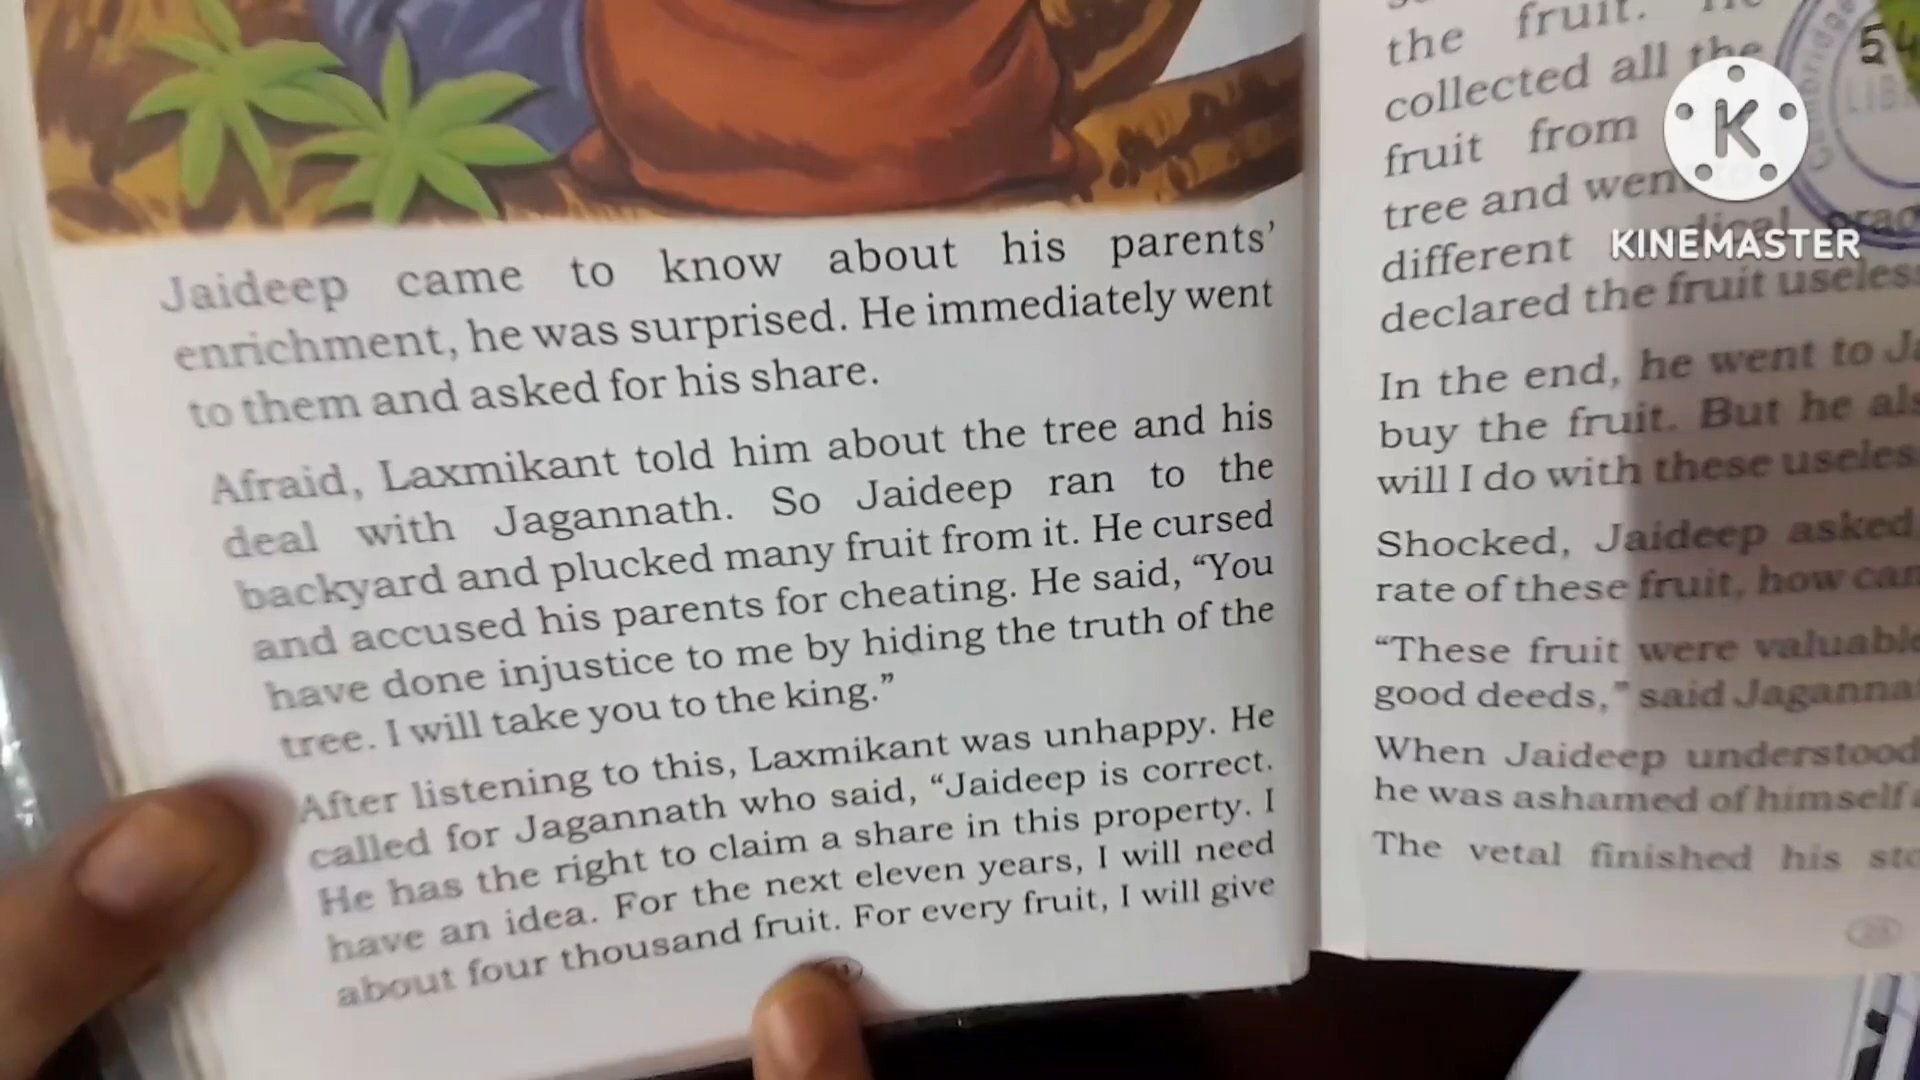 Jaideep came to know about his parents'
enrichment, he was surprised. He immediately went
to them and asked for his share.
Afraid, Laxmikant told him about the tree and his
deal with Jagannath. So Jaideep ran to the
backyard and plucked many fruit from it. He cursed
and accused his parents for cheating. He said, “You
have done injustice to me by hiding the truth of the
tree. I will take you to the king.”
After listening to this, Laxmikant was unhappy. He
called for Jagannath who said, “Jaideep is correct.
He has the right to claim a share in this property. I
have an idea. For the next eleven years, I will need
about four thousand fruit. For every fruit, I will give
the fruit.
collected all the
fruit from
tree and
different
declared the fruit useless
In the end, he went to
buy the fruit. But he
will I do with these
Shocked, Jaideep asked,
rate of these fruit, how
“These fruit were
good deeds,” said
When Jaideep understood
he was ashamed of himself
The vetal finished his
54
K
KINEMASTER